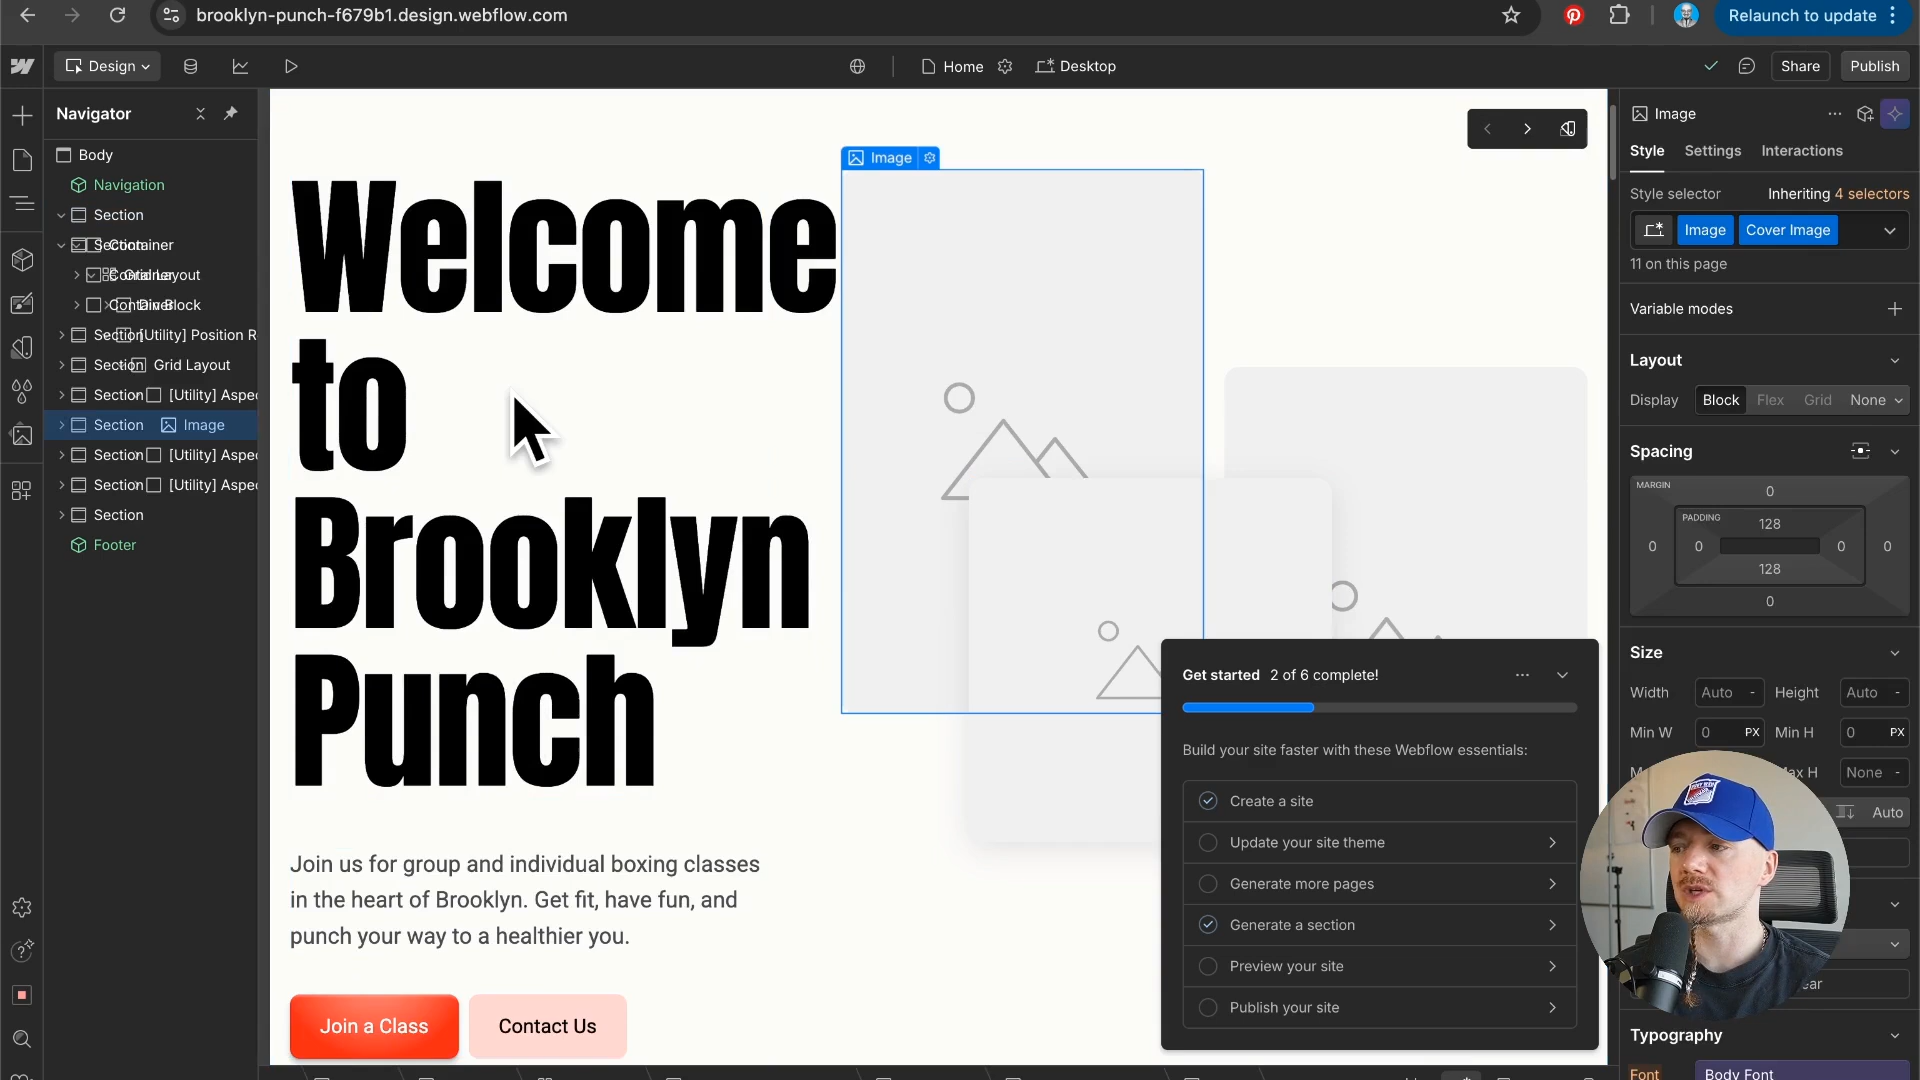 brooklyn-punch-f679b1.design.webflow.com
Relaunch to update
Design
Home
Desktop
Share
Publish
Navigator
Body
Navigation
Section
Container
Grid Layout
Div Block
Section
[Utility] Position R
Section
Grid Layout
Section
[Utility] Aspe
Section
Image
Section
[Utility] Aspe
Section
[Utility] Aspe
Section
Footer
Image
Welcome
to
Brooklyn
Punch
Join us for group and individual boxing classes
in the heart of Brooklyn. Get fit, have fun, and
punch your way to a healthier you.
Join a Class
Contact Us
Get started 2 of 6 complete!
Build your site faster with these Webflow essentials:
Create a site
Update your site theme
Generate more pages
Generate a section
Preview your site
Publish your site
Image
Style Settings Interactions
Style selector Inheriting 4 selectors
Image Cover Image
11 on this page
Variable modes
Layout
Display Block Flex Grid None
Spacing
MARGIN
0
PADDING
128
0 0 0 0
128
0
Size
Width Auto - Height Auto -
Min W 0 PX Min H 0 PX
Max H None -
Auto
Typography
Font Body Font